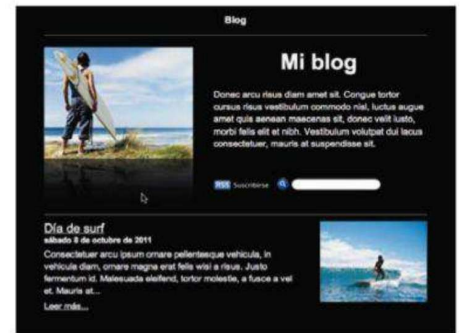 Blog
Mi blog
Donec arcu risus diam amet sit. Congue tortor
cursus risus vestibulum commodo nisl, luctus augue
amet quis aenean maecenas sit, donec velit iusto,
morbi felis elit et nibh. Vestibulum volutpat dui lacus
consectetuer, mauris at suspendisse sit.
RSS Suscribirse
Día de surf
sábado 8 de octubre de 2011
Consectetuer arcu ipsum ornare pellentesque vehicula, in
vehicula diam, ornare magna erat felis wisi a risus. Justo
fermentum id. Malesuada eleifend, tortor molestie, a fusce a vel
et. Mauris at...
Leer más...